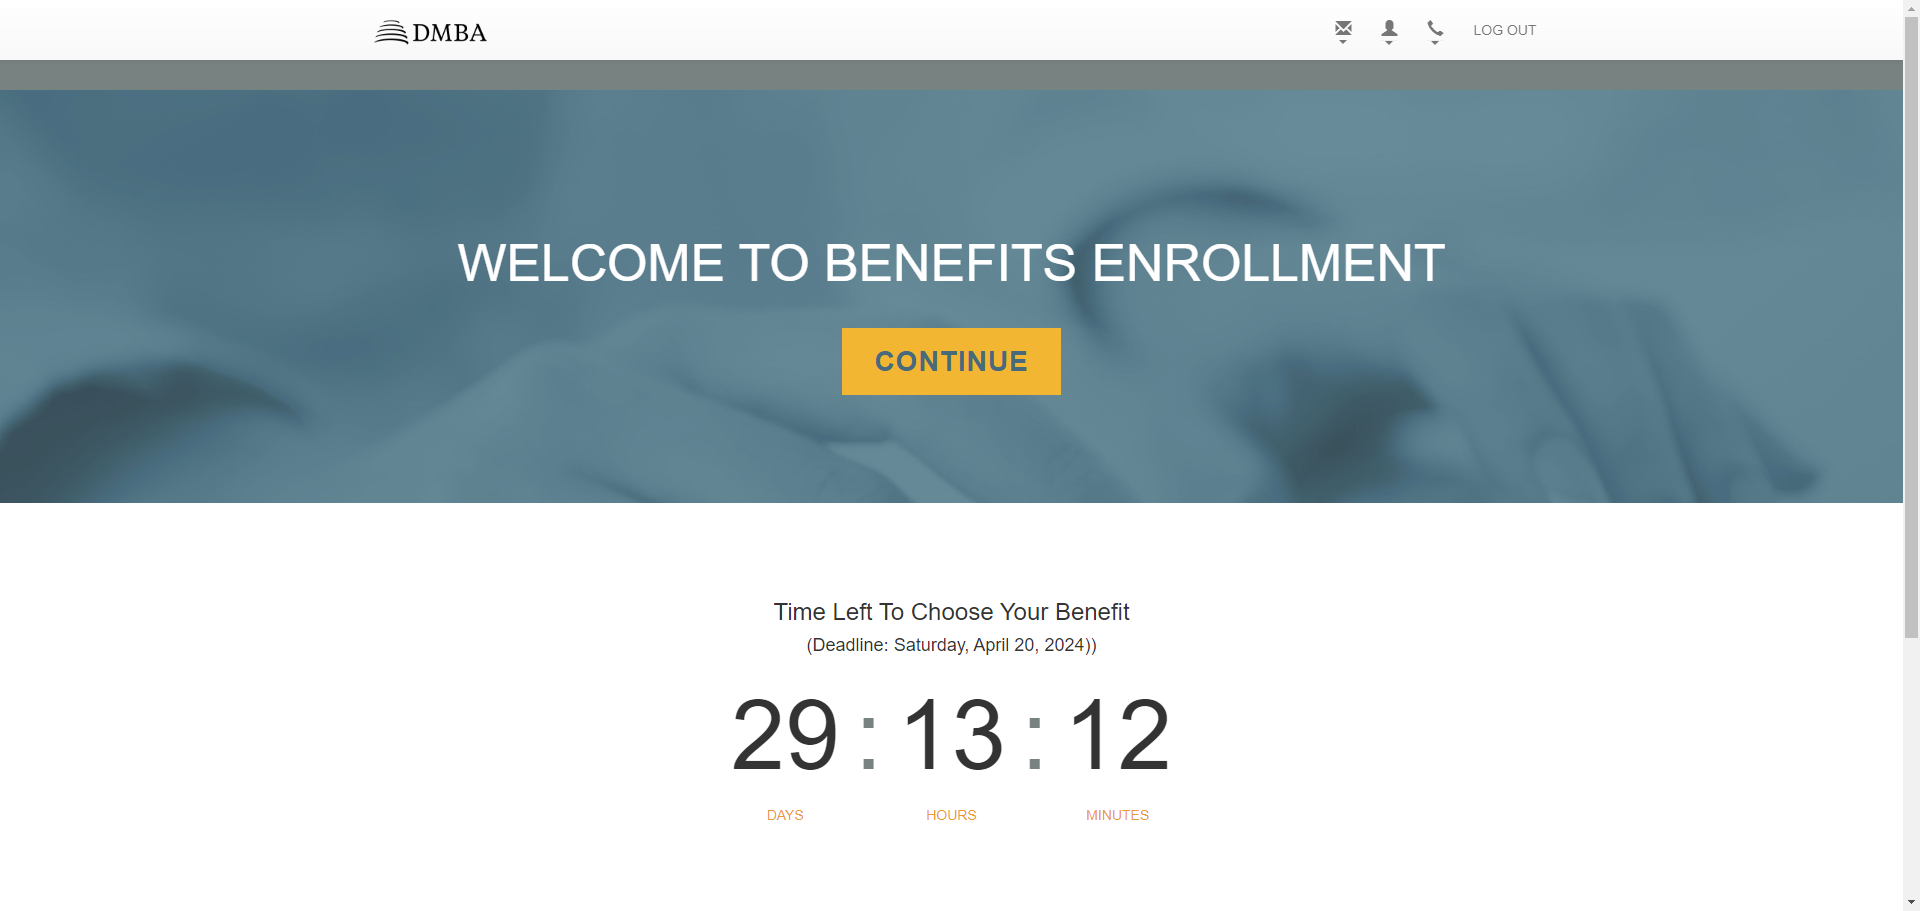 DMBA
LOG OUT
WELCOME TO BENEFITS ENROLLMENT
CONTINUE
Time Left To Choose Your Benefit
(Deadline: Saturday, April 20, 2024))
29 : 13 : 12
DAYS HOURS MINUTES